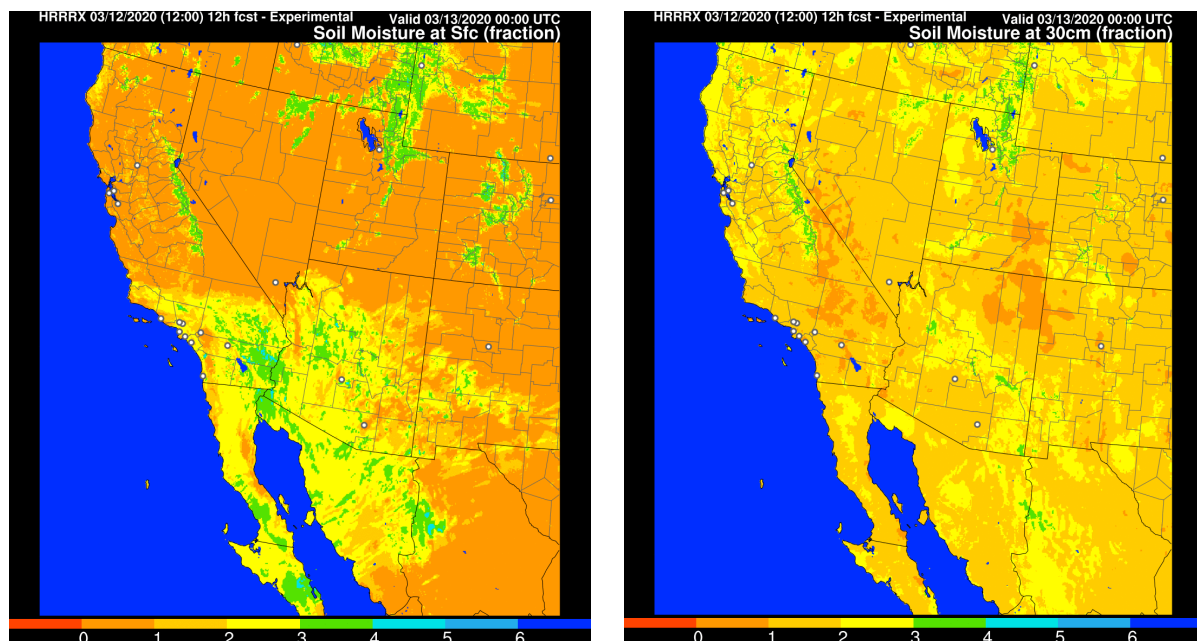 HRRRX 03/12/2020 (12:00) 12h fcst - Experimental Valid 03/13/2020 00:00 UTC
Soil Moisture at Sfc (fraction)
0 1 2 3 4 5 6
HRRRX 03/12/2020 (12:00) 12h fcst - Experimental Valid 03/13/2020 00:00 UTC
Soil Moisture at 30cm (fraction)
0 1 2 3 4 5 6